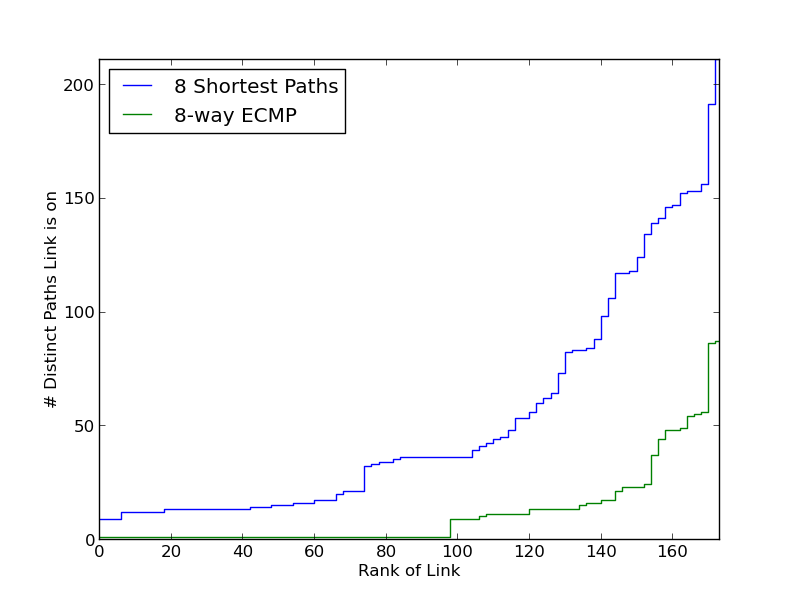 8 Shortest Paths
8-way ECMP
200
150
100
50
0
# Distinct Paths Link is on
0 20 40 60 80 100 120 140 160
Rank of Link